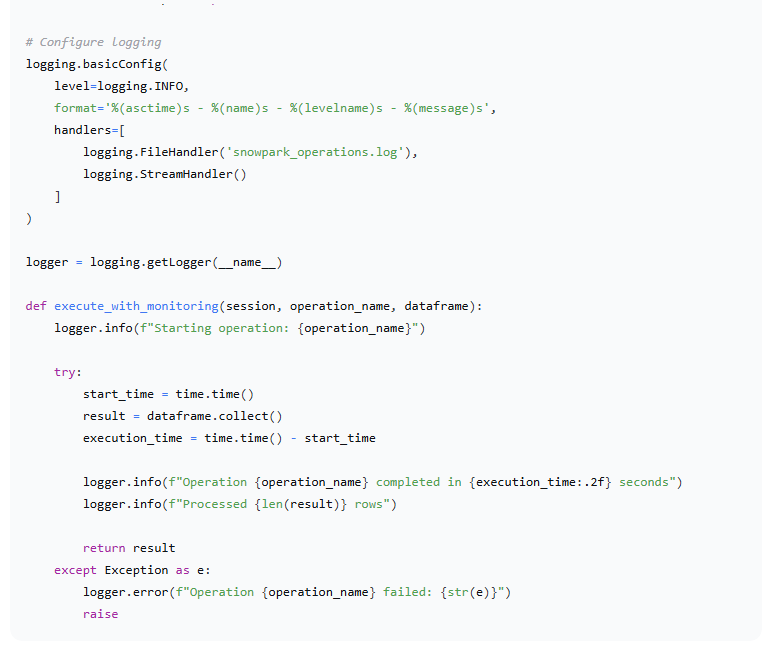 # Configure Logging
logging.basicConfig(
    level=logging.INFO,
    format='%(asctime)s - %(name)s - %(levelname)s - %(message)s',
    handlers=[
        logging.FileHandler('snowpark_operations.log'),
        logging.StreamHandler()
    ]
)
logger = logging.getLogger(__name__)
def execute_with_monitoring(session, operation_name, dataframe):
    logger.info(f"Starting operation: {operation_name}")
    try:
        start_time = time.time()
        result = dataframe.collect()
        execution_time = time.time() - start_time
        logger.info(f"Operation {operation_name} completed in {execution_time:.2f} seconds")
        logger.info(f"Processed {len(result)} rows")
        return result
    except Exception as e:
        logger.error(f"Operation {operation_name} failed: {str(e)}")
        raise